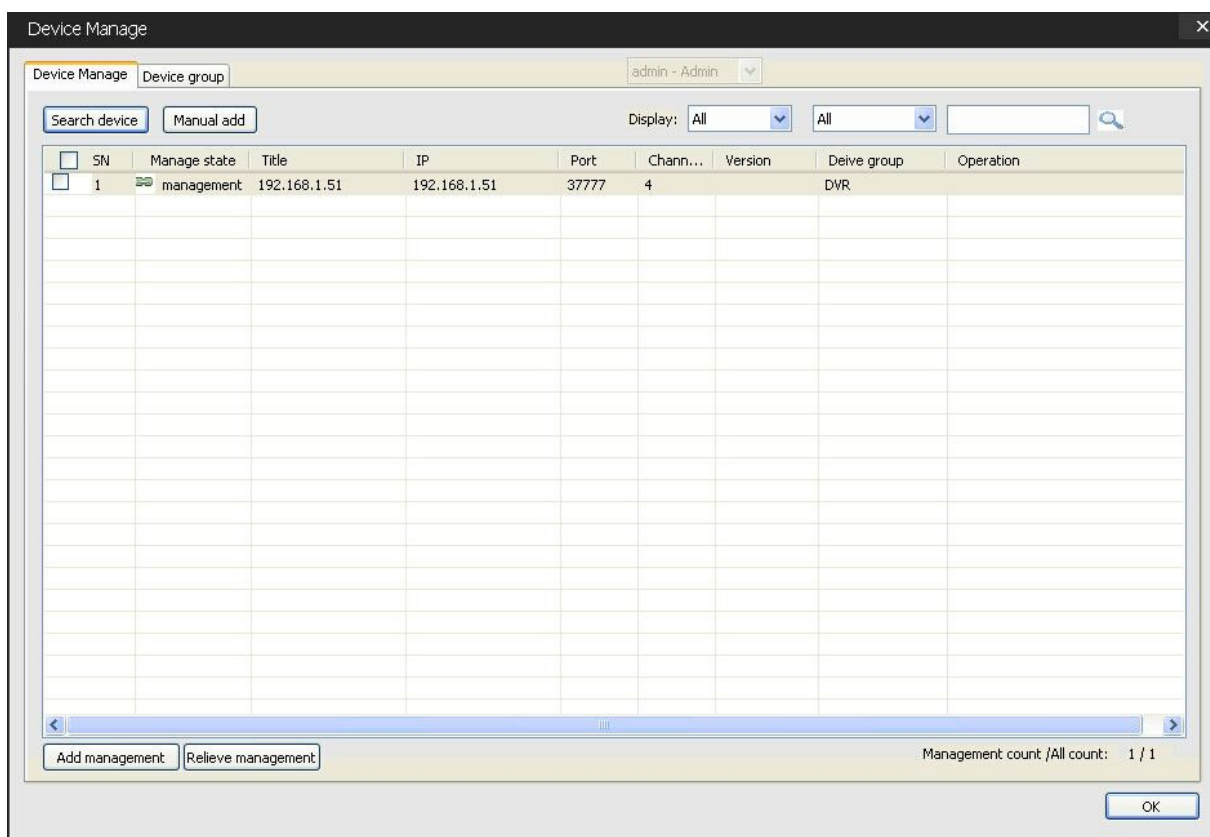 Device Manage
Device Manage Device group admin - Admin
Search device Manual add Display: All All
SN Manage state Title IP Port Chann... Version Deive group Operation
1 management 192.168.1.51 192.168.1.51 37777 4 DVR
Add management Relieve management Management count /All count: 1 / 1
OK